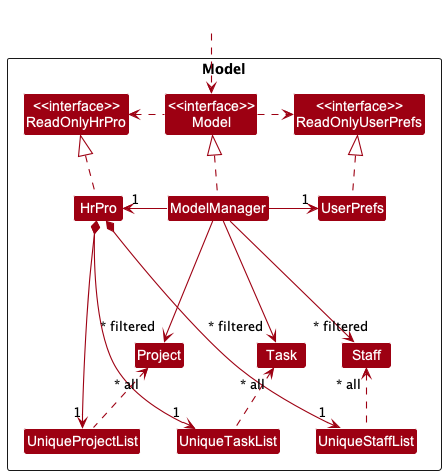 Model
<<interface>>
ReadOnlyHrPro
<<interface>>
Model
<<interface>>
ReadOnlyUserPrefs
HrPro
1
ModelManager
1
UserPrefs
* filtered
* filtered
* filtered
Project
Task
Staff
* all
* all
* all
1
1
1
UniqueProjectList
UniqueTaskList
UniqueStaffList